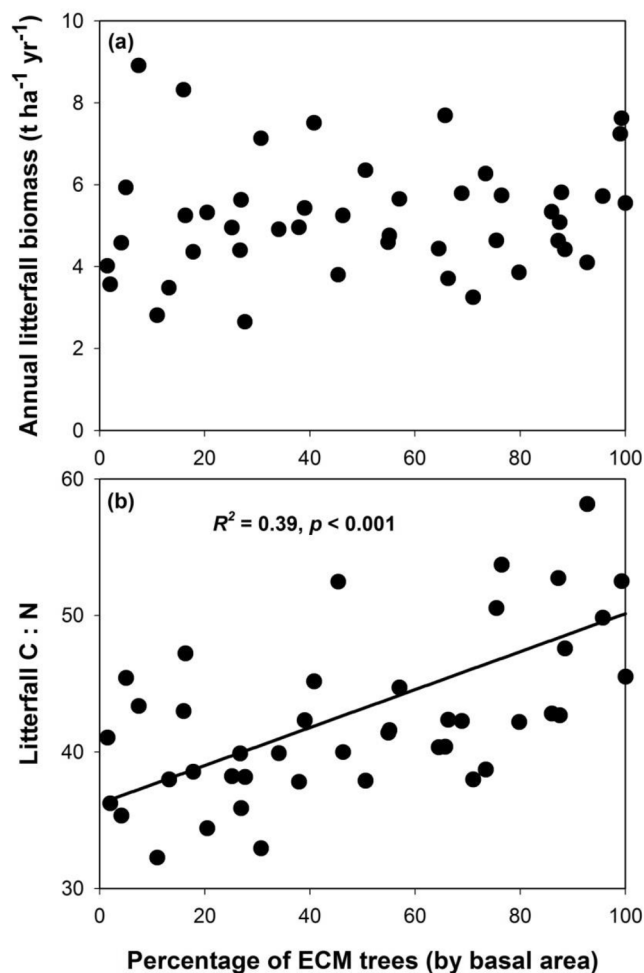 10
(a)
8
6
4
2
0
Annual litterfall biomass (t ha⁻¹ yr⁻¹)
0 20 40 60 80 100
60
(b)
R² = 0.39, p < 0.001
50
40
30
Litterfall C : N
0 20 40 60 80 100
Percentage of ECM trees (by basal area)